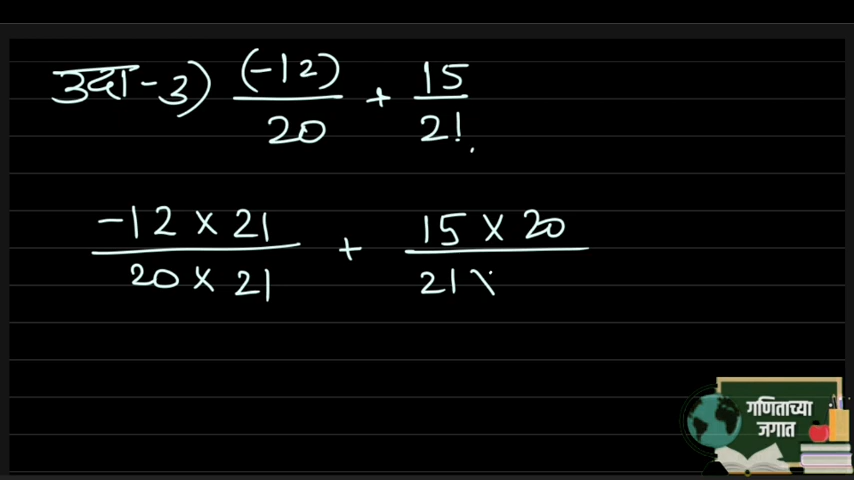 उदा-3) (-12)/20 + 15/21
-12 × 21/20 × 21 + 15 × 20/21 ×
गणिताच्या
जगात